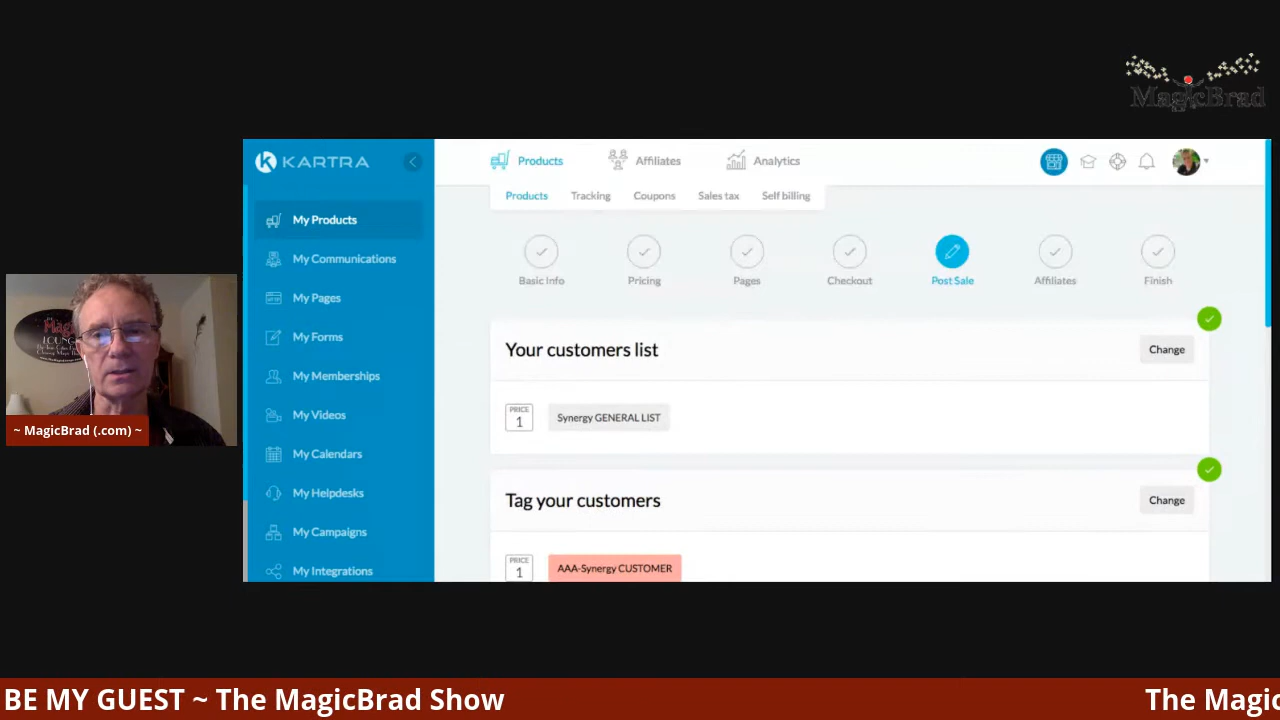 MagicBrad
KARTRA
Products
Affiliates
Analytics
Products
Tracking
Coupons
Sales tax
Self billing
My Products
My Communications
My Pages
My Forms
My Memberships
My Videos
My Calendars
My Helpdesks
My Campaigns
My Integrations
Basic Info
Pricing
Pages
Checkout
Post Sale
Affiliates
Finish
Your customers list
Change
PRICE
1
Synergy GENERAL LIST
Tag your customers
Change
PRICE
1
AAA-Synergy CUSTOMER
LOUNGE
~ MagicBrad (.com) ~
BE MY GUEST ~ The MagicBrad Show
The Magic